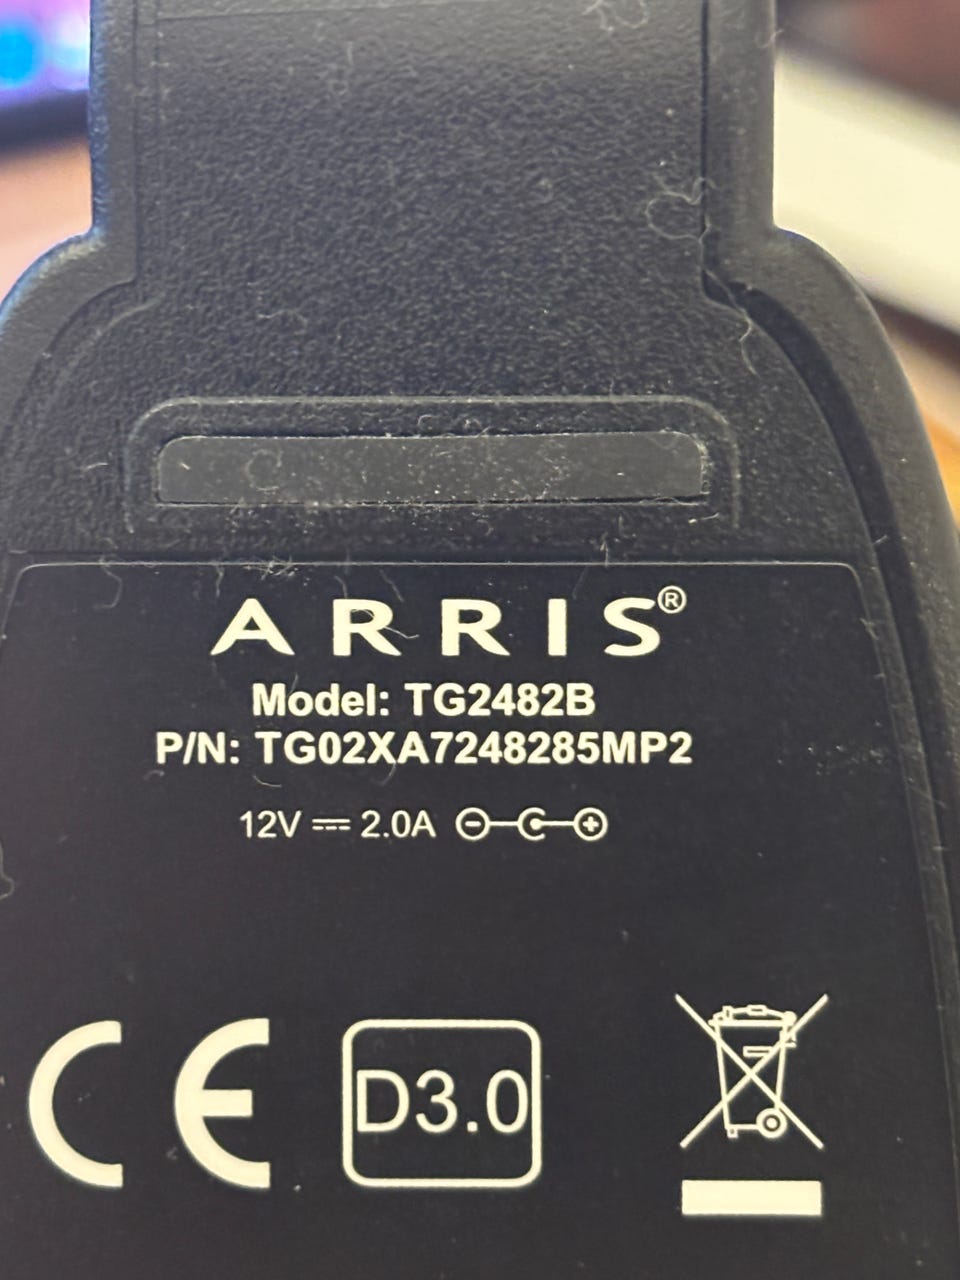 ARRIS®
Model: TG2482B
P/N: TG02XA7248285MP2
12V ⎓ 2.0A
CE
D3.0